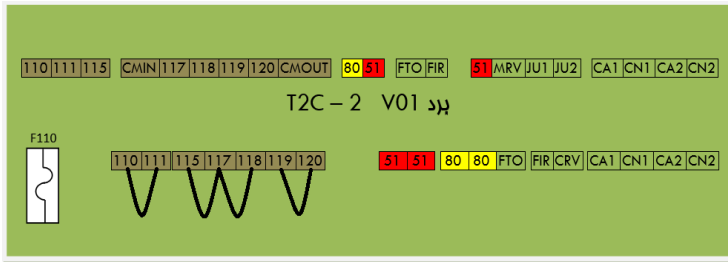 110 111 115 CMIN 117 118 119 120 CMOUT 80 51 FTO FIR 51 MRV JU1 JU2 CA1 CN1 CA2 CN2
برد T2C – 2 V01
F110
110 111 115 117 118 119 120 51 51 80 80 FTO FIR CRV CA1 CN1 CA2 CN2